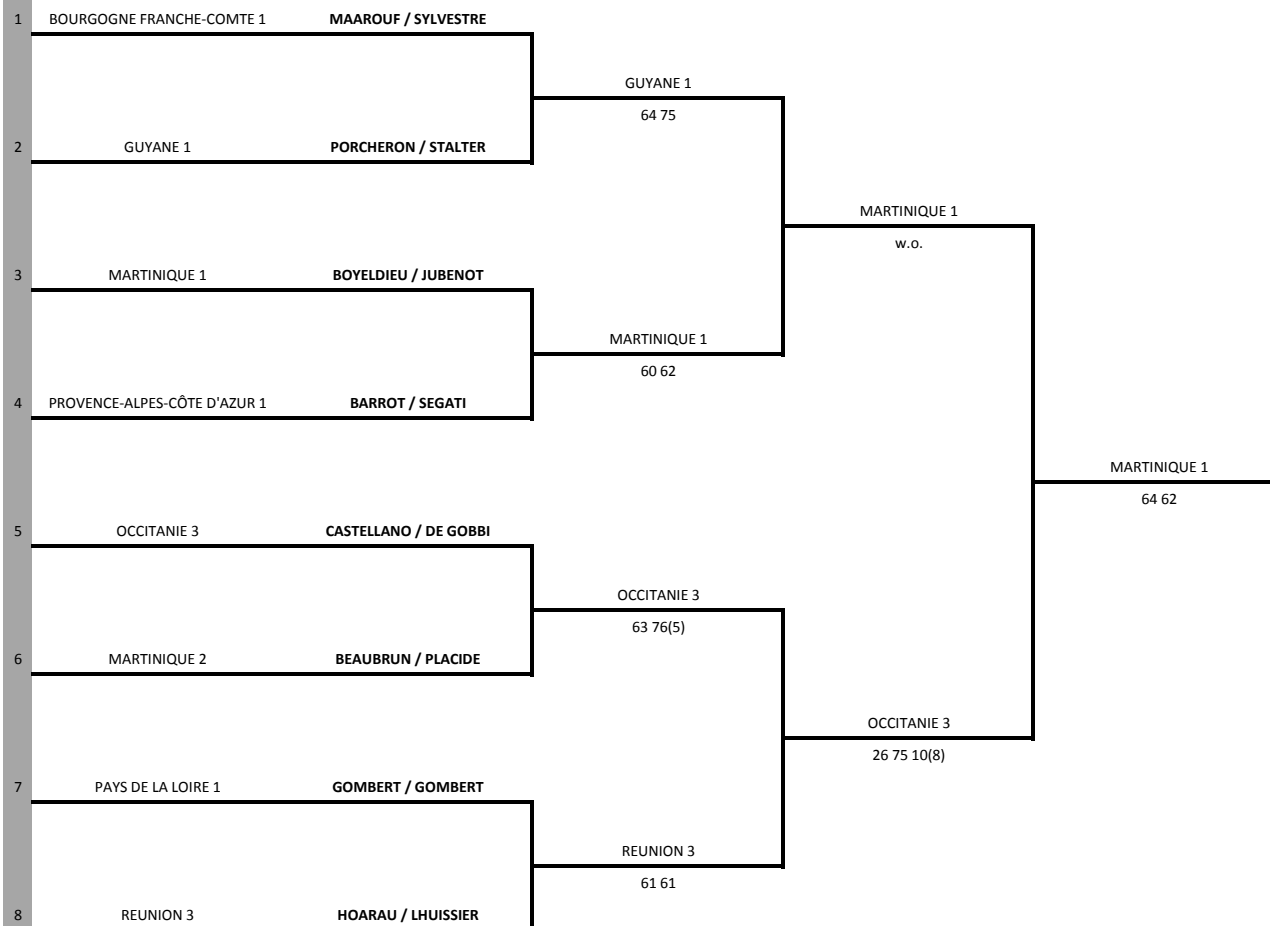 1 BOURGOGNE FRANCHE-COMTE 1 MAAROUF / SYLVESTRE
GUYANE 1
64 75
2 GUYANE 1 PORCHERON / STALTER
MARTINIQUE 1
w.o.
3 MARTINIQUE 1 BOYELDIEU / JUBENOT
MARTINIQUE 1
60 62
4 PROVENCE-ALPES-CÔTE D'AZUR 1 BARROT / SEGATI
MARTINIQUE 1
64 62
5 OCCITANIE 3 CASTELLANO / DE GOBBI
OCCITANIE 3
63 76(5)
6 MARTINIQUE 2 BEAUBRUN / PLACIDE
OCCITANIE 3
26 75 10(8)
7 PAYS DE LA LOIRE 1 GOMBERT / GOMBERT
REUNION 3
61 61
8 REUNION 3 HOARAU / LHUISSIER